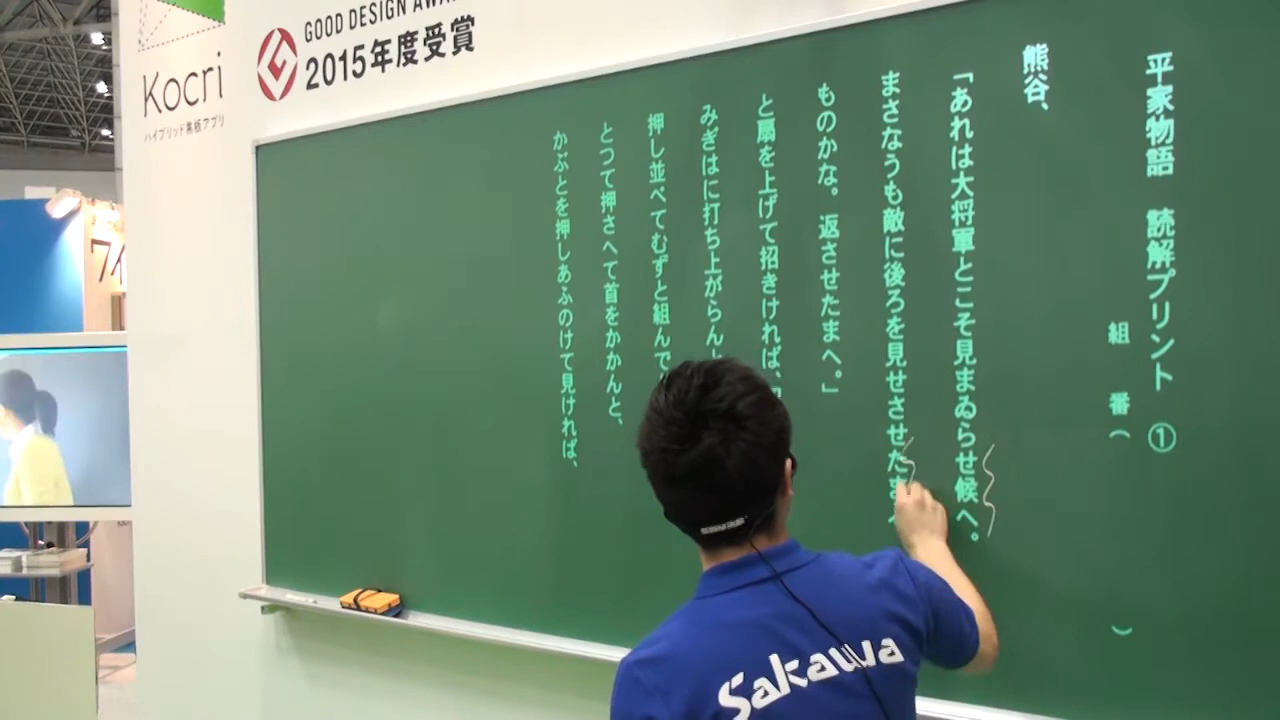 Kocri
ハイブリッド黒板アプリ
GOOD DESIGN
2015年度受賞
平家物語 読解プリント ①
組 番( )
熊谷、
「あれは大将軍とこそ見まゐらせ候へ。
まさなうも敵に後ろを見せさせたまへ
ものかな。返させたまへ。」
と扇を上げて招きければ、
みぎはに打ち上がらん
押し並べてむずと組んで
とつて押さへて首をかかんと、
かぶとを押しあふのけて見ければ、
Sakawa